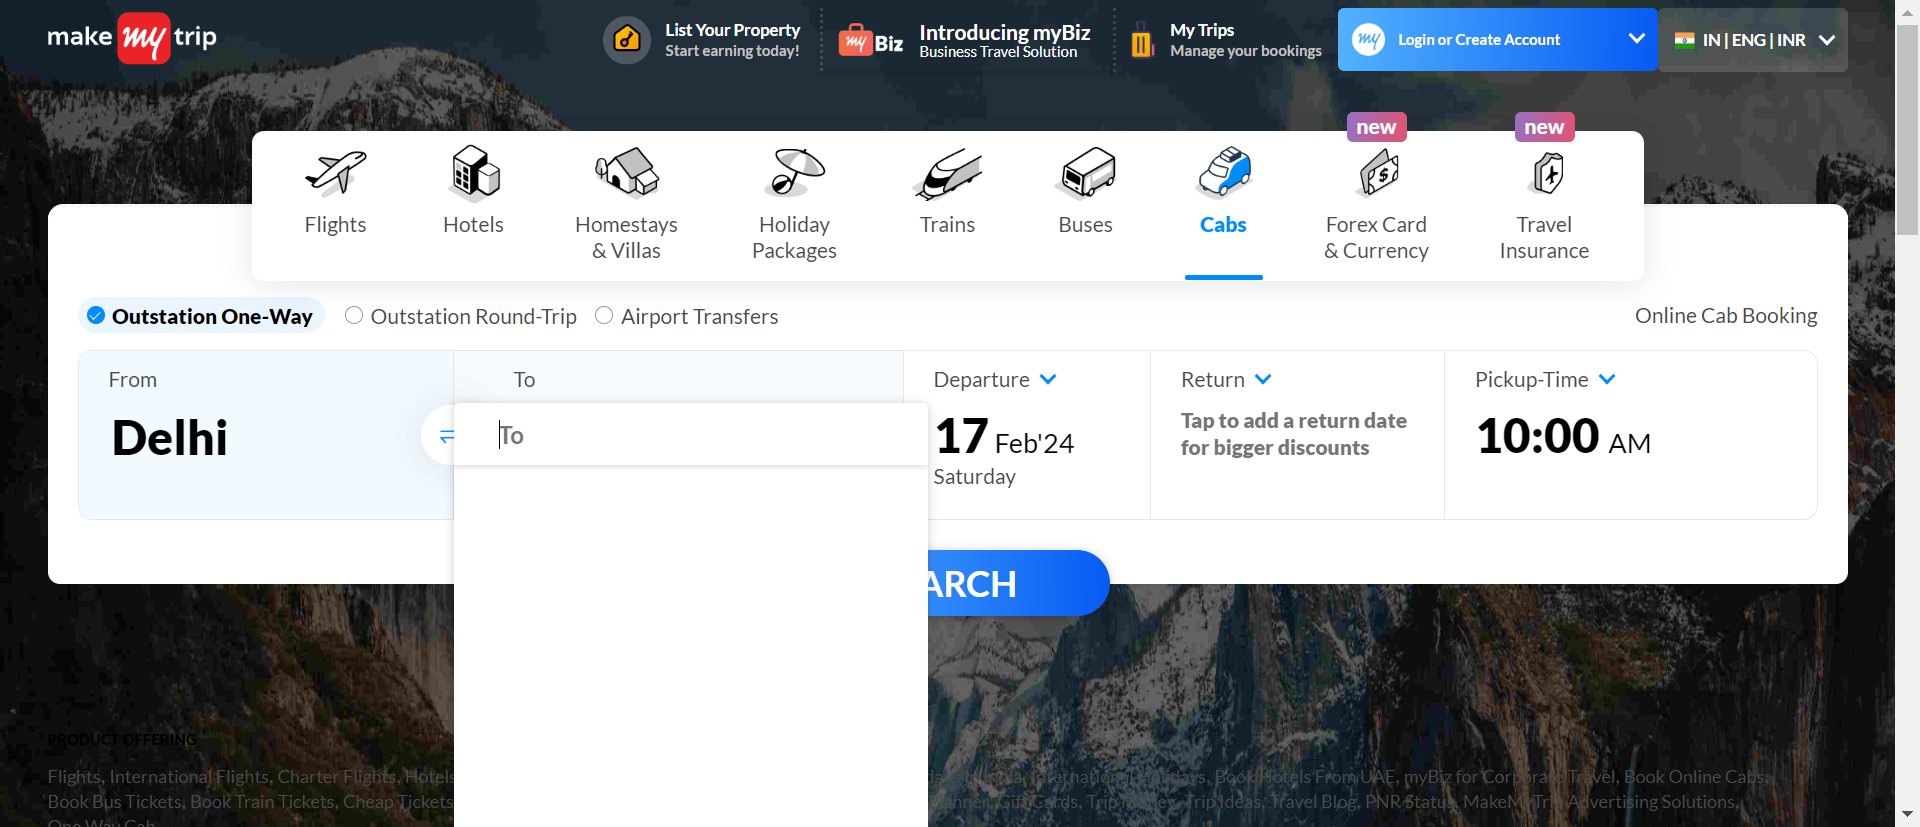 make my trip
List Your Property
Start earning today!
my Biz
Introducing myBiz
Business Travel Solution
My Trips
Manage your bookings
my
Login or Create Account
IN | ENG | INR
new
new
Flights
Hotels
Homestays
& Villas
Holiday
Packages
Trains
Buses
Cabs
Forex Card
& Currency
Travel
Insurance
Outstation One-Way
Outstation Round-Trip
Airport Transfers
Online Cab Booking
From
Delhi
To
To
Departure
17 Feb'24
Saturday
Return
Tap to add a return date
for bigger discounts
Pickup-Time
10:00 AM
ARCH
PRODUCT OFFERING
Flights, International Flights, Charter Flights, Hotels
International Holidays, Book Hotels From UAE, myBiz for Corporate Travel, Book Online Cabs,
Book Bus Tickets, Book Train Tickets, Cheap Tickets
Gift Cards, Trip Money, Trip Ideas, Travel Blog, PNR Status, MakeMyTrip Advertising Solutions,
One Way Cab